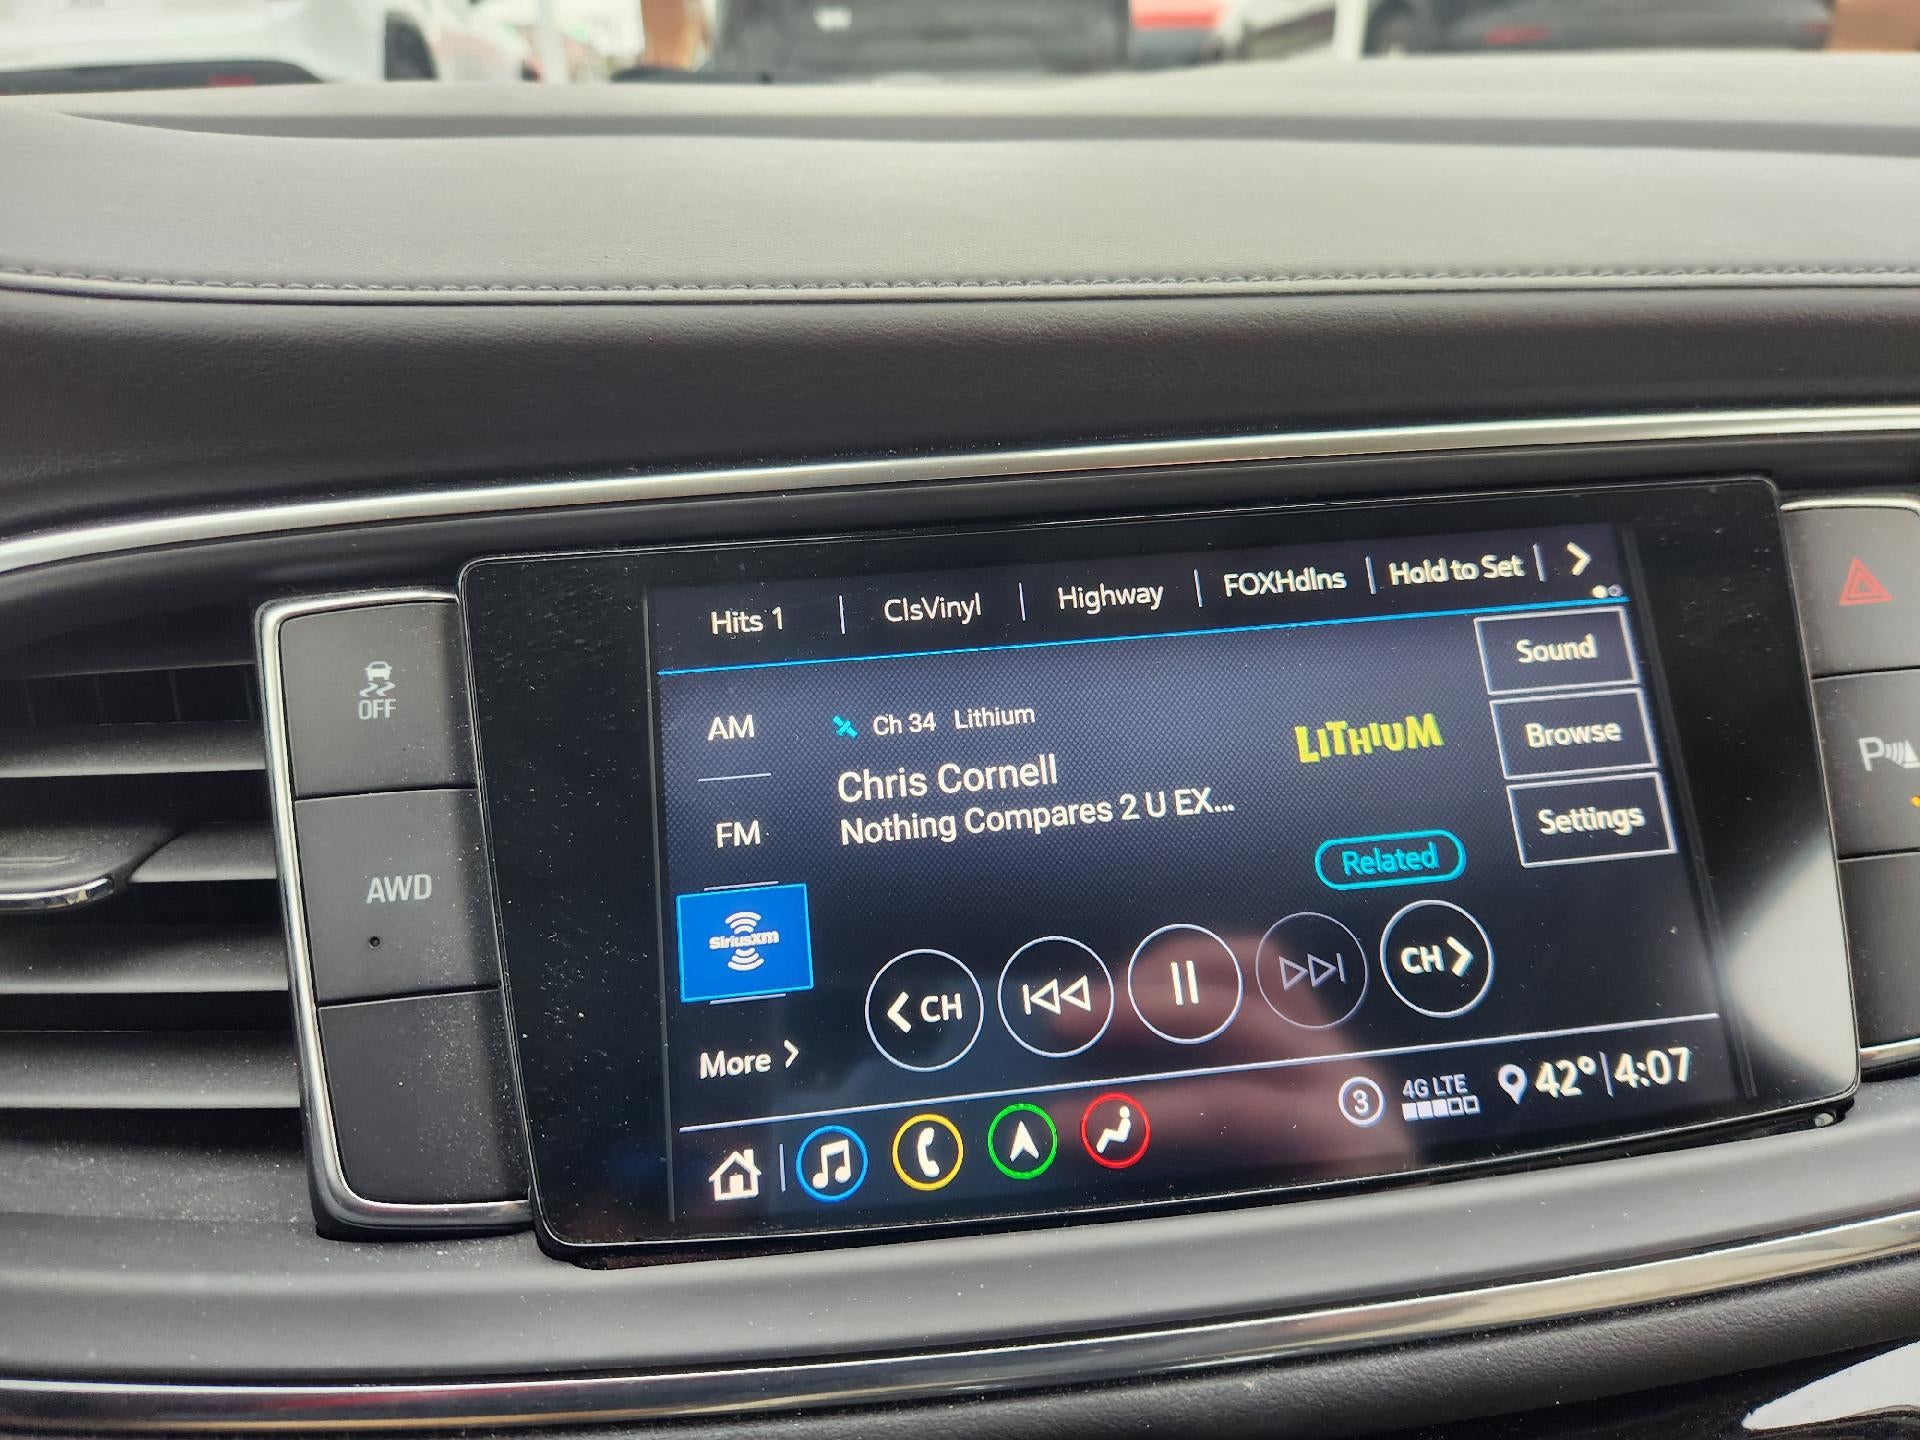 Hits 1 | ClsVinyl | Highway | FOXHdlns | Hold to Set | >
OFF
AWD
AM
FM
SiriusXM
More >
Ch 34 Lithium
Chris Cornell
Nothing Compares 2 U EX...
LITHIUM
Related
Sound
Browse
Settings
< CH
CH >
3
4G LTE
42° | 4:07
P